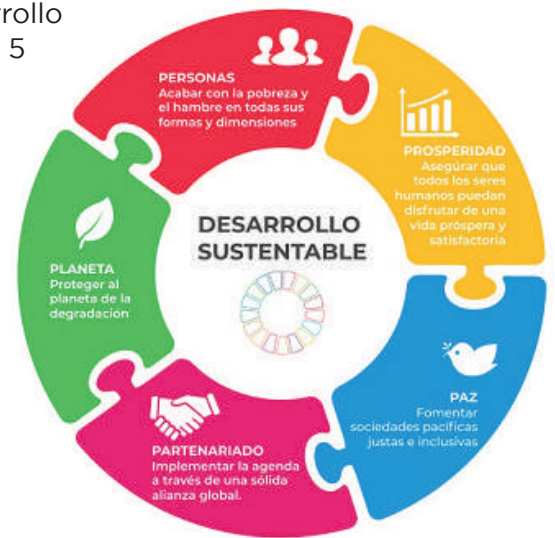 rrollo
5
PERSONAS
Acabar con la pobreza y
el hambre en todas sus
formas y dimensiones
PROSPERIDAD
Asegúrar que
todos los seres
humanos puedan
disfrutar de una
vida próspera y
satisfactoria
DESARROLLO
SUSTENTABLE
PLANETA
Proteger al
planeta de la
degradación
PAZ
Fomentar
sociedades pacíficas
justas e inclusivas
PARTENARIADO
Implementar la agenda
a través de una sólida
alianza global.